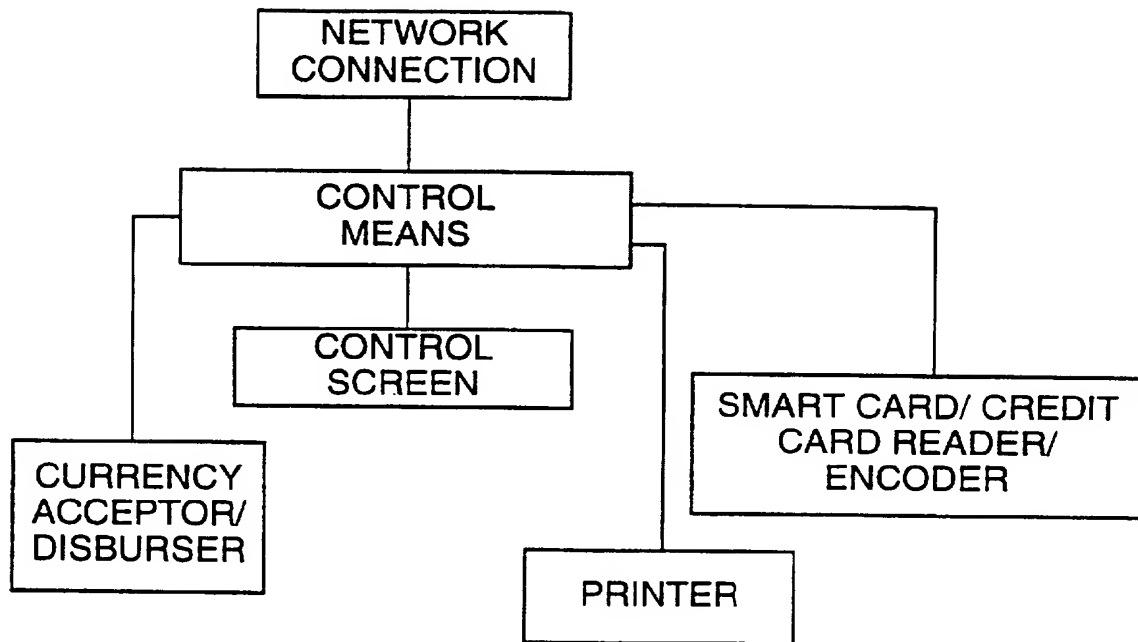 NETWORK
CONNECTION
CONTROL
MEANS
CONTROL
SCREEN
SMART CARD/ CREDIT
CARD READER/
ENCODER
CURRENCY
ACCEPTOR/
DISBURSER
PRINTER